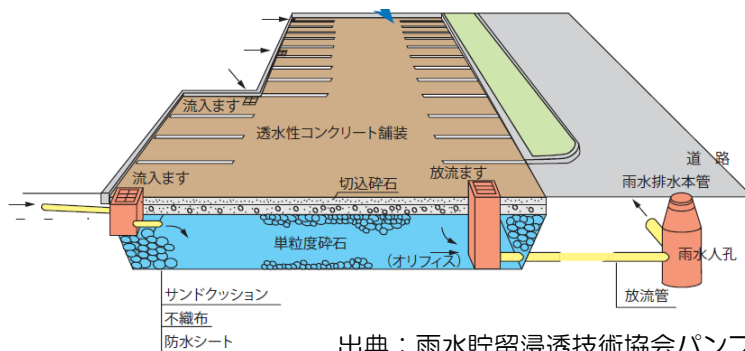 流入ます
透水性コンクリート舗装
道路
流入ます
放流ます
切込砕石
雨水排水本管
単粒度砕石
(オリフィス)
雨水人孔
放流管
サンドクッション
不織布
防水シート
出典：雨水貯留浸透技術協会パンフ